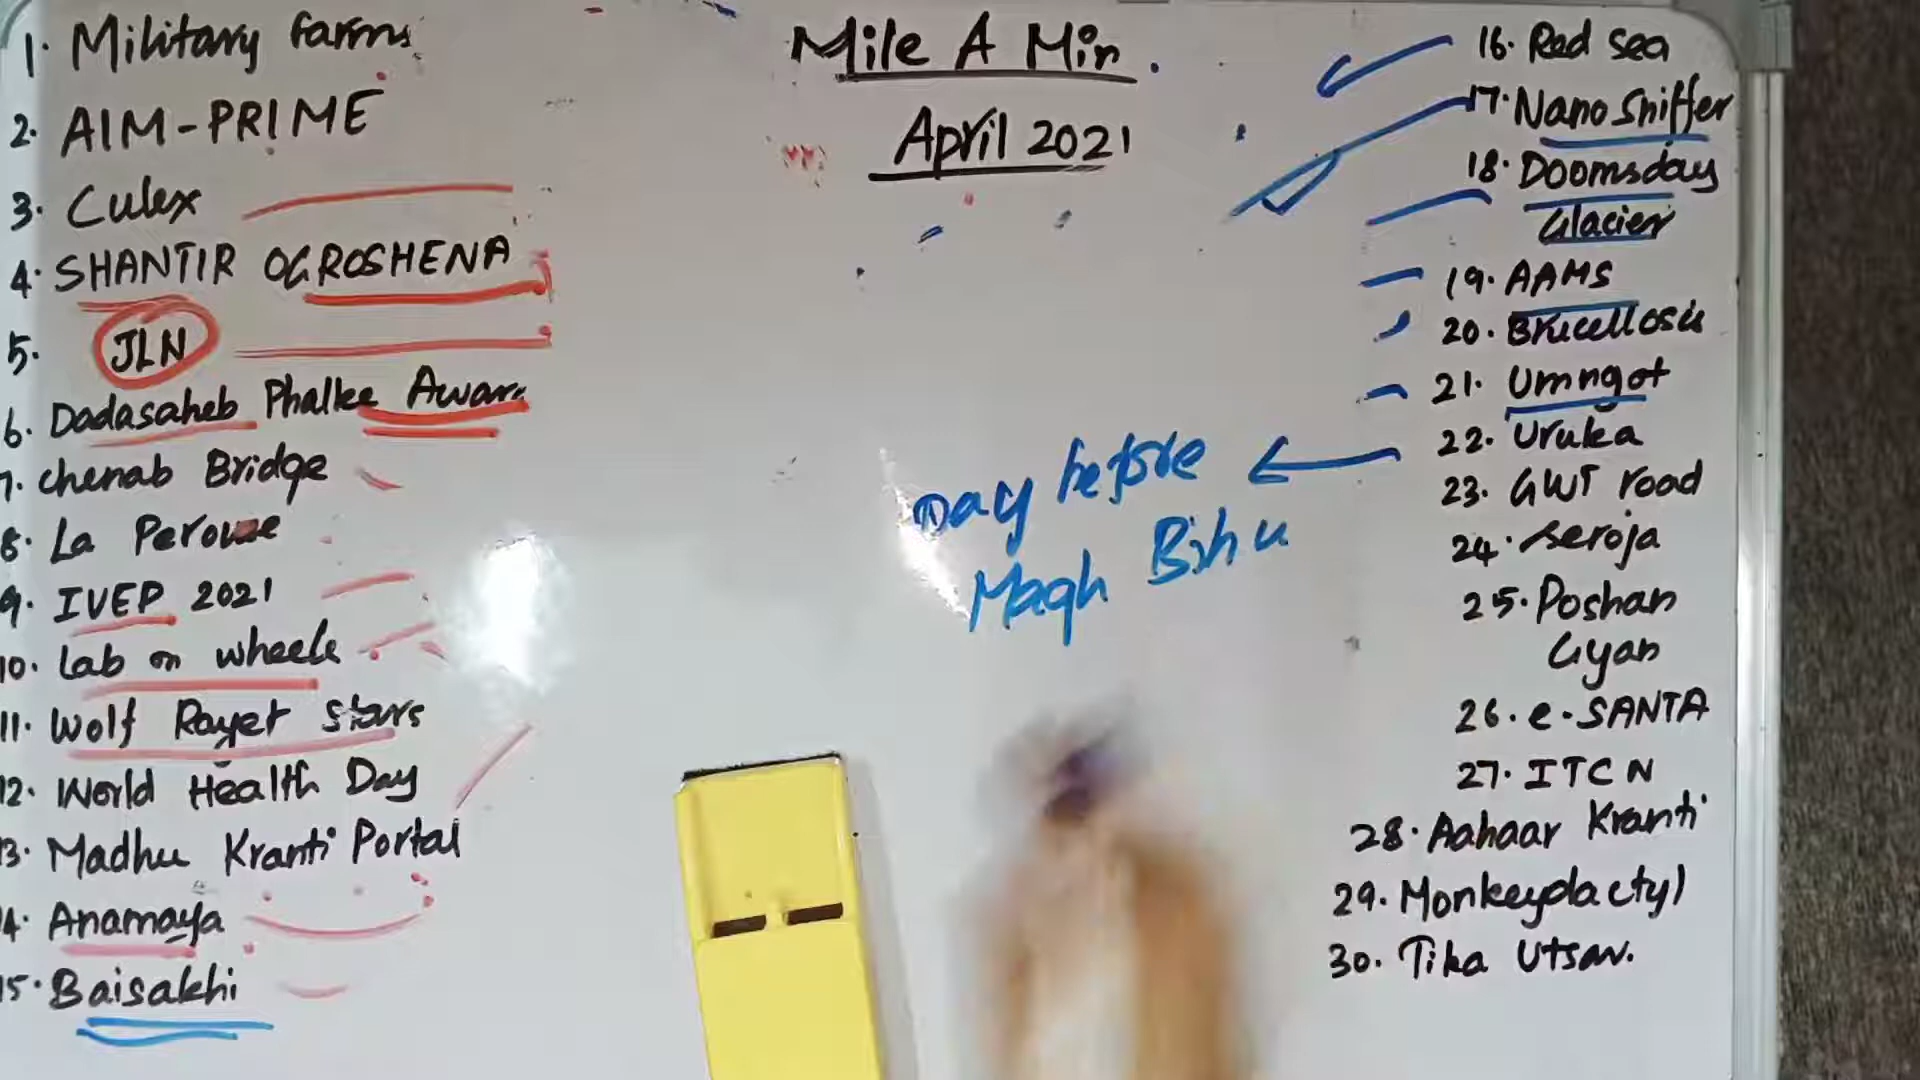 Mile A Min.
April 2021
1. Military farms
2. AIM-PRIME
3. Culex
4. SHANTIR OGROSHENA
5. JLN
6. Dadasaheb Phalke Award
7. Chenab Bridge
8. La Perouse
9. IVEP 2021
10. Lab on wheels
11. Wolf Rayet stars
12. World Health Day
13. Madhu Kranti Portal
14. Anamaya
15. Baisakhi
Day before
Magh Bihu
16. Red sea
17. Nano Sniffer
18. Doomsday
Glacier
19. AAMS
20. Brucellosis
21. Umngot
22. Uruka
23. GWT road
24. Seroja
25. Poshan
Gyan
26. e-SANTA
27. ITCN
28. Aahaar Kranti
29. Monkeydactyl
30. Tika Utsav.